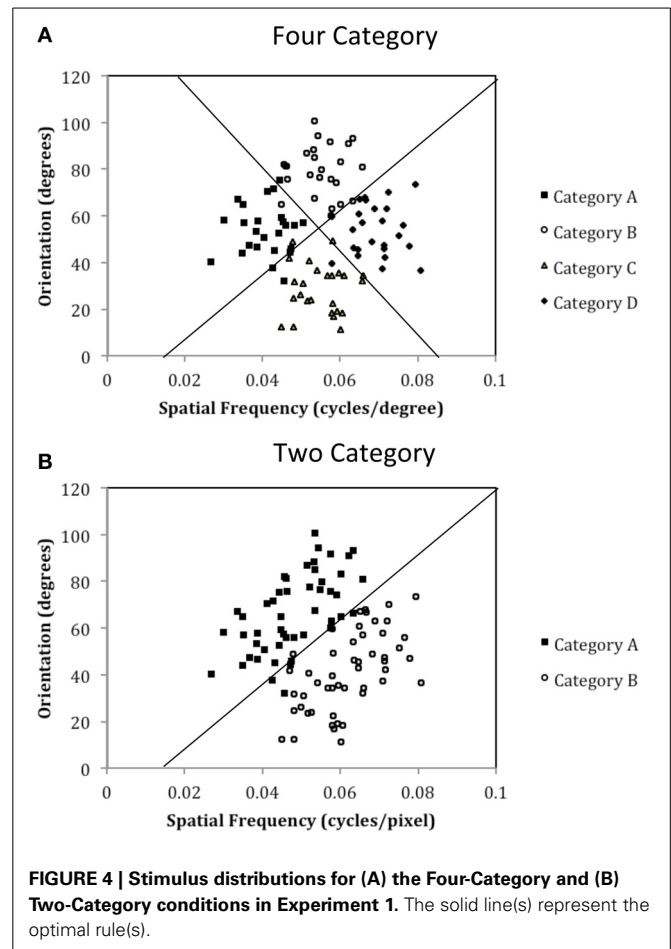 A
Four Category
120
100
80
60
40
20
0
Orientation (degrees)
0 0.02 0.04 0.06 0.08 0.1
Spatial Frequency (cycles/degree)
Category A
Category B
Category C
Category D
B
Two Category
120
100
80
60
40
20
0
Orientation (degrees)
0 0.02 0.04 0.06 0.08 0.1
Spatial Frequency (cycles/pixel)
Category A
Category B
FIGURE 4 | Stimulus distributions for (A) the Four-Category and (B)
Two-Category conditions in Experiment 1. The solid line(s) represent the
optimal rule(s).